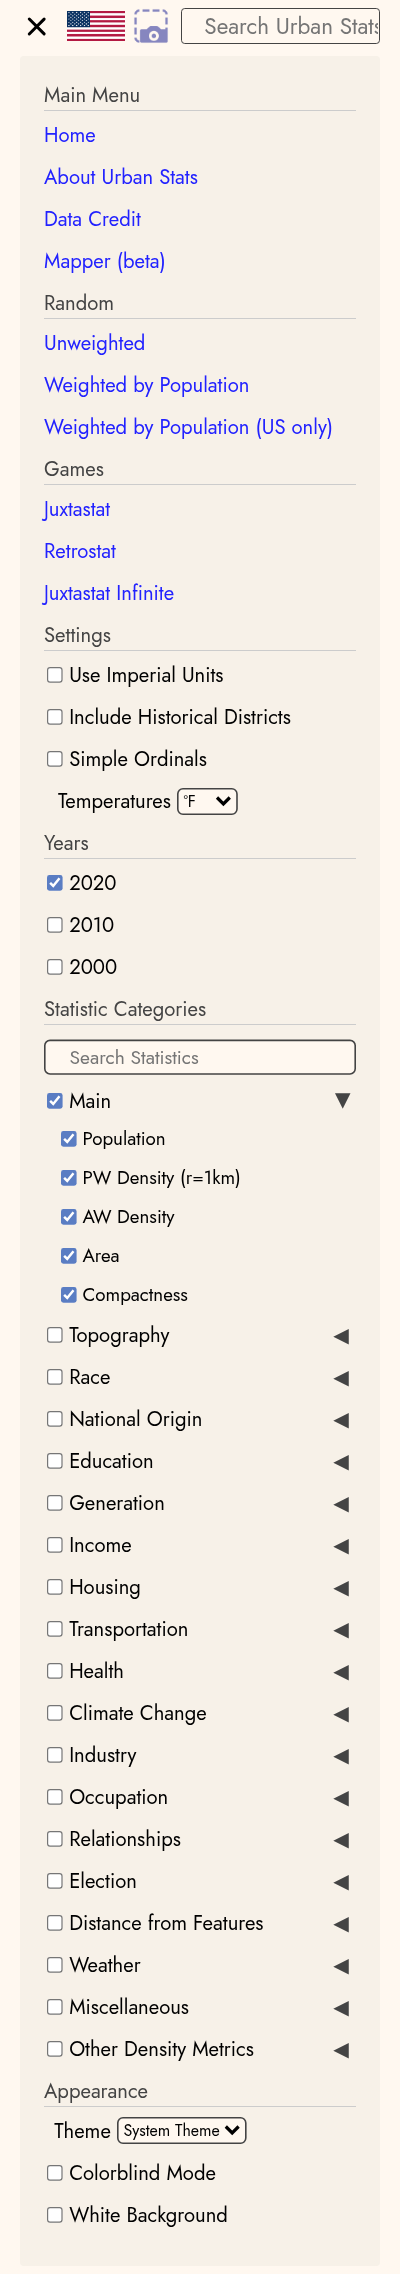 Search Urban Stats
Main Menu
Home
About Urban Stats
Data Credit
Mapper (beta)
Random
Unweighted
Weighted by Population
Weighted by Population (US only)
Games
Juxtastat
Retrostat
Juxtastat Infinite
Settings
Use Imperial Units
Include Historical Districts
Simple Ordinals
Temperatures °F
Years
2020
2010
2000
Statistic Categories
Search Statistics
Main
Population
PW Density (r=1km)
AW Density
Area
Compactness
Topography
Race
National Origin
Education
Generation
Income
Housing
Transportation
Health
Climate Change
Industry
Occupation
Relationships
Election
Distance from Features
Weather
Miscellaneous
Other Density Metrics
Appearance
Theme System Theme
Colorblind Mode
White Background